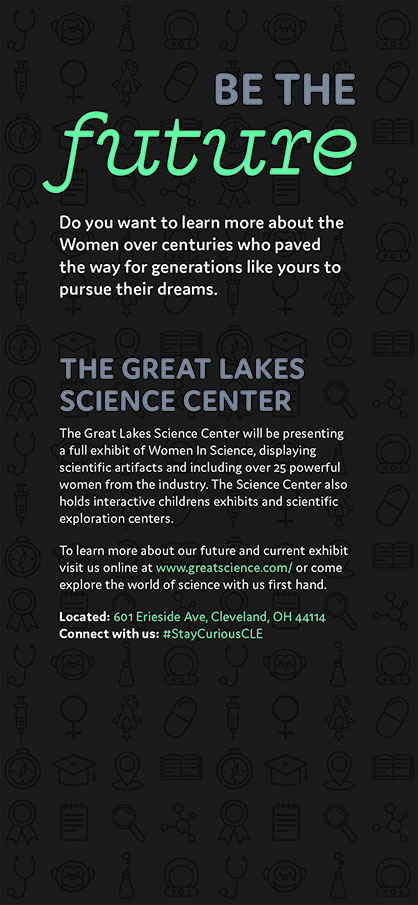 BE THE
future
Do you want to learn more about the
Women over centuries who paved
the way for generations like yours to
pursue their dreams.
THE GREAT LAKES
SCIENCE CENTER
The Great Lakes Science Center will be presenting
a full exhibit of Women In Science, displaying
scientific artifacts and including over 25 powerful
women from the industry. The Science Center also
holds interactive childrens exhibits and scientific
exploration centers.
To learn more about our future and current exhibit
visit us online at www.greatscience.com/ or come
explore the world of science with us first hand.
Located: 601 Erieside Ave, Cleveland, OH 44114
Connect with us: #StayCuriousCLE